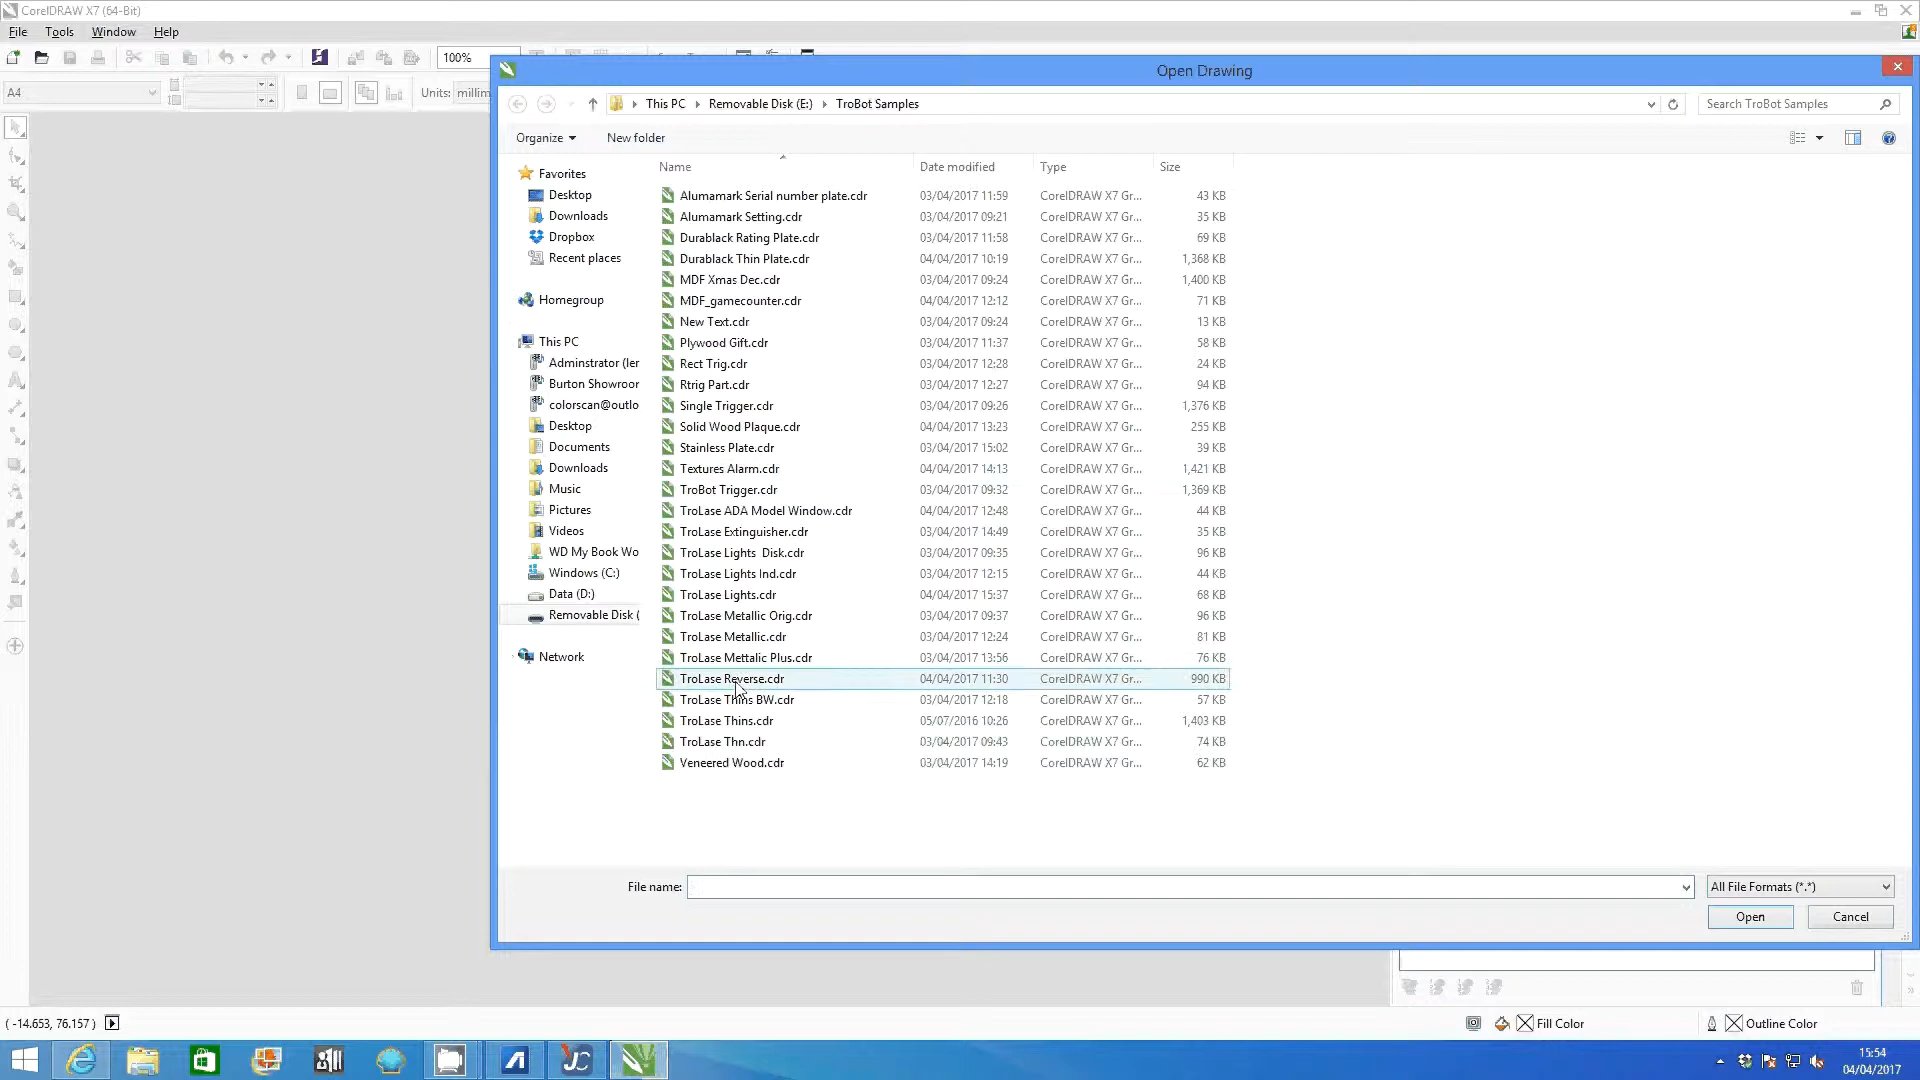 CorelDRAW X7 (64-Bit)
File Tools Window Help
100%
A4
Units: millim
Open Drawing
This PC Removable Disk (E:) TroBot Samples
Search TroBot Samples
Organize New folder
Name Date modified Type Size
Favorites
Desktop
Downloads
Dropbox
Recent places
Homegroup
This PC
Adminstrator (ler
Burton Showroor
colorscan@outlo
Desktop
Documents
Downloads
Music
Pictures
Videos
WD My Book Wo
Windows (C:)
Data (D:)
Removable Disk (
Network
Alumamark Serial number plate.cdr 03/04/2017 11:59 CorelDRAW X7 Gr... 43 KB
Alumamark Setting.cdr 03/04/2017 09:21 CorelDRAW X7 Gr... 35 KB
Durablack Rating Plate.cdr 03/04/2017 11:58 CorelDRAW X7 Gr... 69 KB
Durablack Thin Plate.cdr 04/04/2017 10:19 CorelDRAW X7 Gr... 1,368 KB
MDF Xmas Dec.cdr 03/04/2017 09:24 CorelDRAW X7 Gr... 1,400 KB
MDF_gamecounter.cdr 04/04/2017 12:12 CorelDRAW X7 Gr... 71 KB
New Text.cdr 03/04/2017 09:24 CorelDRAW X7 Gr... 13 KB
Plywood Gift.cdr 03/04/2017 11:37 CorelDRAW X7 Gr... 58 KB
Rect Trig.cdr 03/04/2017 12:28 CorelDRAW X7 Gr... 24 KB
Rtrig Part.cdr 03/04/2017 12:27 CorelDRAW X7 Gr... 94 KB
Single Trigger.cdr 03/04/2017 09:26 CorelDRAW X7 Gr... 1,376 KB
Solid Wood Plaque.cdr 04/04/2017 13:23 CorelDRAW X7 Gr... 255 KB
Stainless Plate.cdr 03/04/2017 15:02 CorelDRAW X7 Gr... 39 KB
Textures Alarm.cdr 04/04/2017 14:13 CorelDRAW X7 Gr... 1,421 KB
TroBot Trigger.cdr 03/04/2017 09:32 CorelDRAW X7 Gr... 1,369 KB
TroLase ADA Model Window.cdr 04/04/2017 12:48 CorelDRAW X7 Gr... 44 KB
TroLase Extinguisher.cdr 03/04/2017 14:49 CorelDRAW X7 Gr... 35 KB
TroLase Lights Disk.cdr 03/04/2017 09:35 CorelDRAW X7 Gr... 96 KB
TroLase Lights Ind.cdr 03/04/2017 12:15 CorelDRAW X7 Gr... 44 KB
TroLase Lights.cdr 04/04/2017 15:37 CorelDRAW X7 Gr... 68 KB
TroLase Metallic Orig.cdr 03/04/2017 09:37 CorelDRAW X7 Gr... 96 KB
TroLase Metallic.cdr 03/04/2017 12:24 CorelDRAW X7 Gr... 81 KB
TroLase Mettalic Plus.cdr 03/04/2017 13:56 CorelDRAW X7 Gr... 76 KB
TroLase Reverse.cdr 04/04/2017 11:30 CorelDRAW X7 Gr... 990 KB
TroLase Thins BW.cdr 03/04/2017 12:18 CorelDRAW X7 Gr... 57 KB
TroLase Thins.cdr 05/07/2016 10:26 CorelDRAW X7 Gr... 1,403 KB
TroLase Thn.cdr 03/04/2017 09:43 CorelDRAW X7 Gr... 74 KB
Veneered Wood.cdr 03/04/2017 14:19 CorelDRAW X7 Gr... 62 KB
File name: All File Formats (*.*)
Open Cancel
( -14.653, 76.157 ) Fill Color Outline Color
15:54
04/04/2017